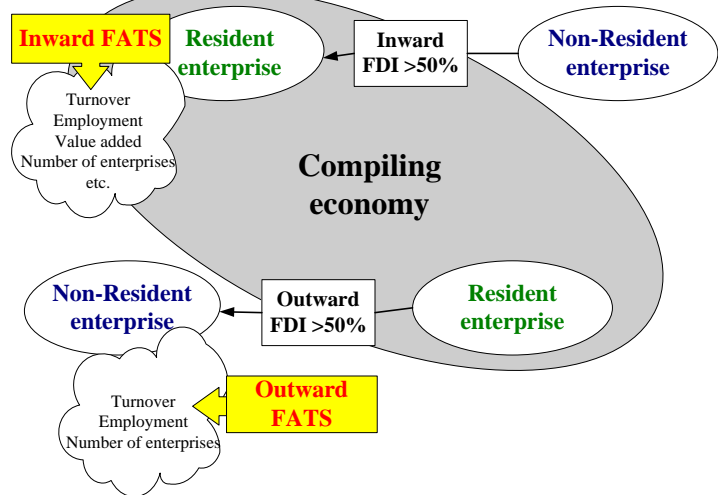 Inward FATS
Resident
enterprise
Inward
FDI >50%
Non-Resident
enterprise
Turnover
Employment
Value added
Number of enterprises
etc.
Compiling
economy
Non-Resident
enterprise
Outward
FDI >50%
Resident
enterprise
Turnover
Employment
Number of enterprises
Outward
FATS